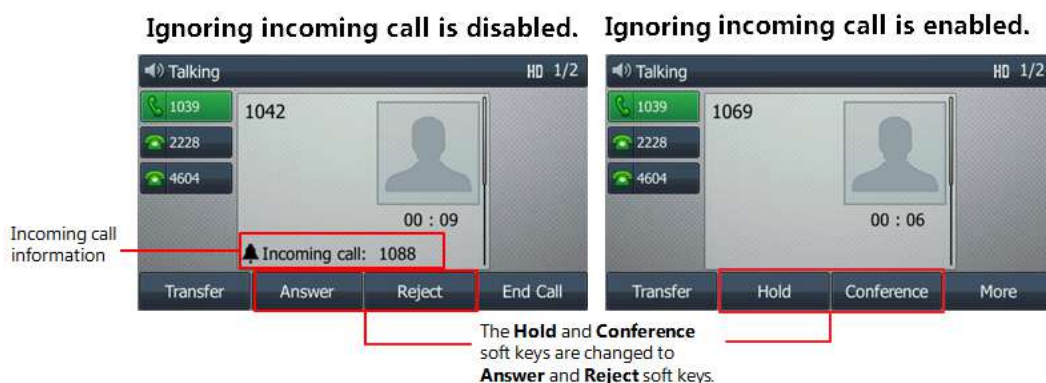 Ignoring incoming call is disabled.
Ignoring incoming call is enabled.
Talking
HD 1/2
1039
1042
2228
4604
00 : 09
Incoming call: 1088
Transfer
Answer
Reject
End Call
Talking
HD 1/2
1039
1069
2228
4604
00 : 06
Transfer
Hold
Conference
More
Incoming call
information
The Hold and Conference
soft keys are changed to
Answer and Reject soft keys.